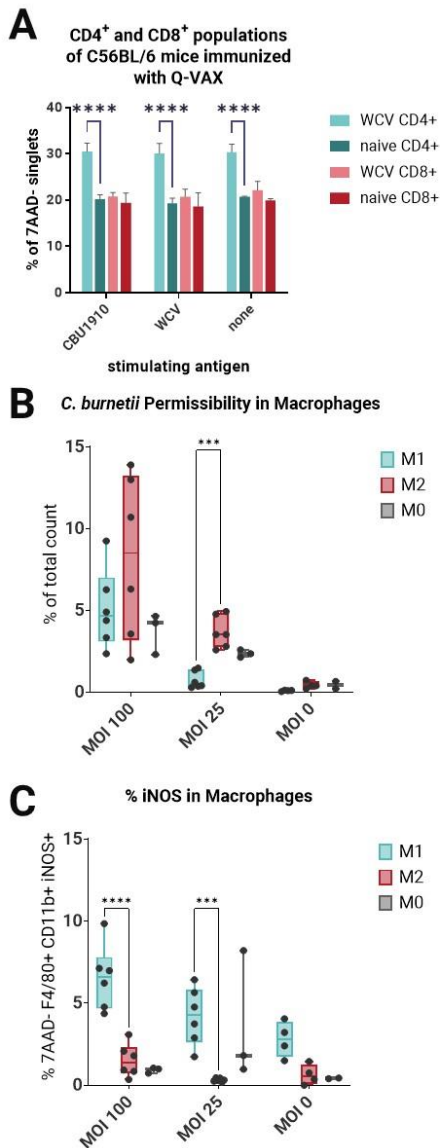 A
CD4+ and CD8+ populations
of C56BL/6 mice immunized
with Q-VAX
% of 7AAD- singlets
40
30
20
10
0
****
****
****
WCV CD4+
naive CD4+
WCV CD8+
naive CD8+
CBU1910
WCV
none
stimulating antigen
B
C. burnetii Permissibility in Macrophages
% of total count
15
10
5
0
***
M1
M2
M0
MOI 100
MOI 25
MOI 0
C
% iNOS in Macrophages
% 7AAD- F4/80+ CD11b+ iNOS+
15
10
5
0
****
***
M1
M2
M0
MOI 100
MOI 25
MOI 0